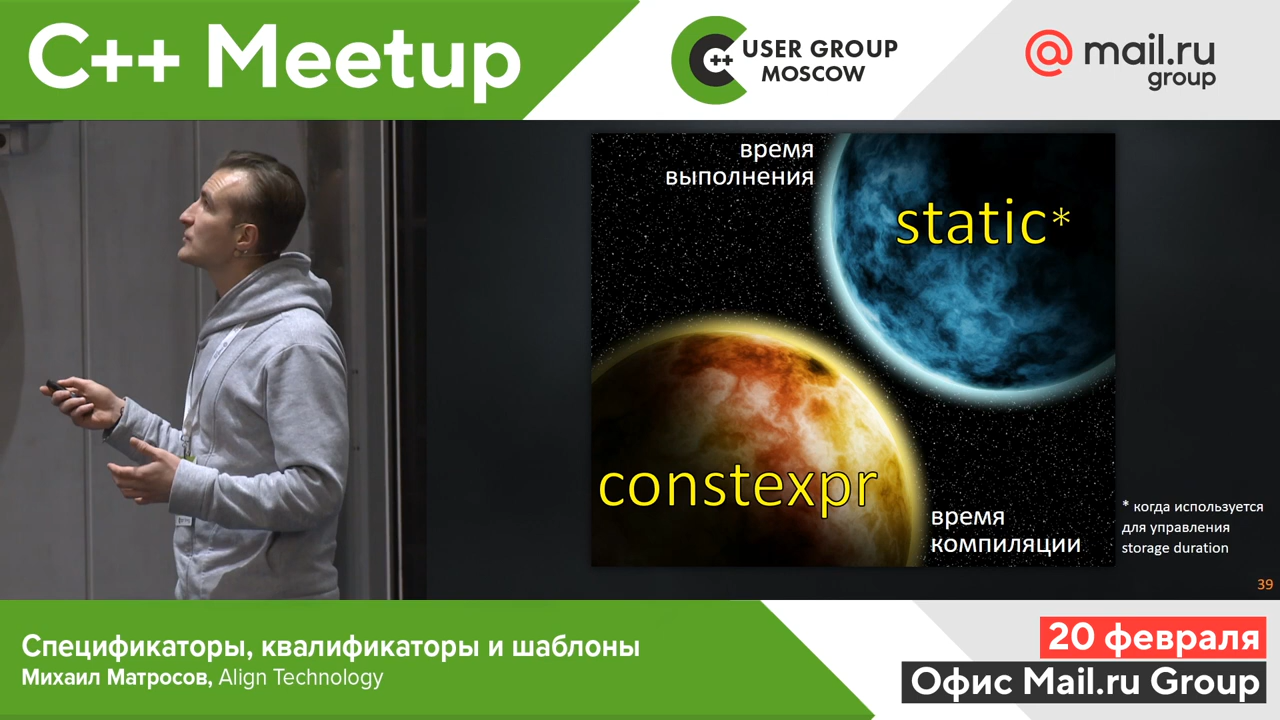 C++ Meetup
C++
USER GROUP
MOSCOW
@mail.ru
group
время
выполнения
static*
constexpr
время
компиляции
* когда используется
для управления
storage duration
39
Спецификаторы, квалификаторы и шаблоны
Михаил Матросов, Align Technology
20 февраля
Офис Mail.ru Group